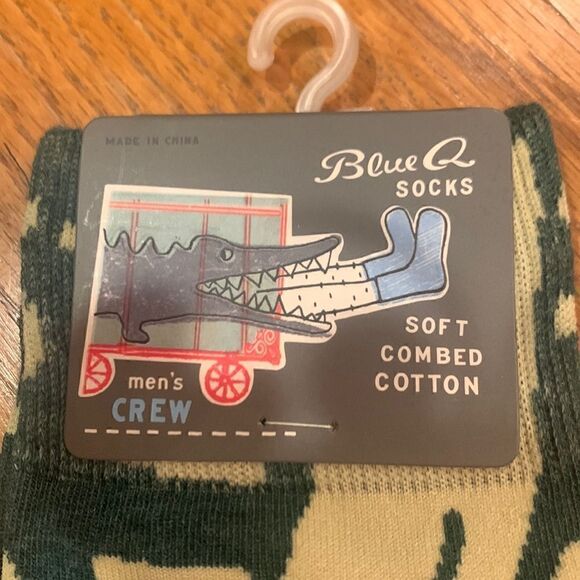 MADE IN CHINA
Blue Q
SOCKS
SOFT
COMBED
COTTON
men's
CREW